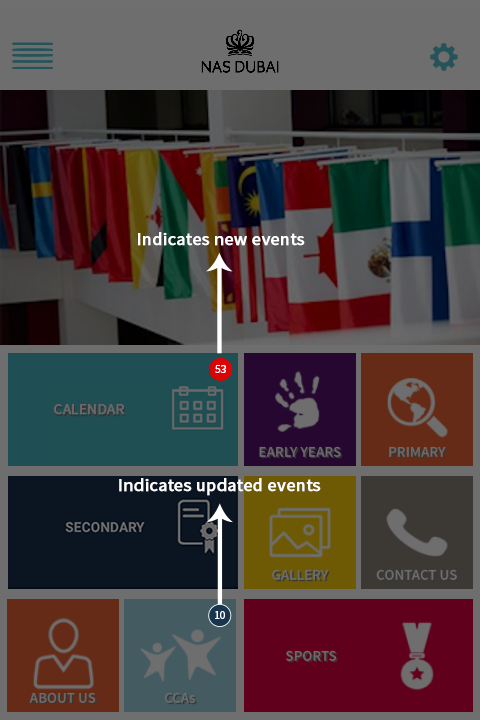 NAS DUBAI
Indicates new events
53
CALENDAR
EARLY YEARS
PRIMARY
Indicates updated events
SECONDARY
GALLERY
CONTACT US
10
ABOUT US
CCAs
SPORTS